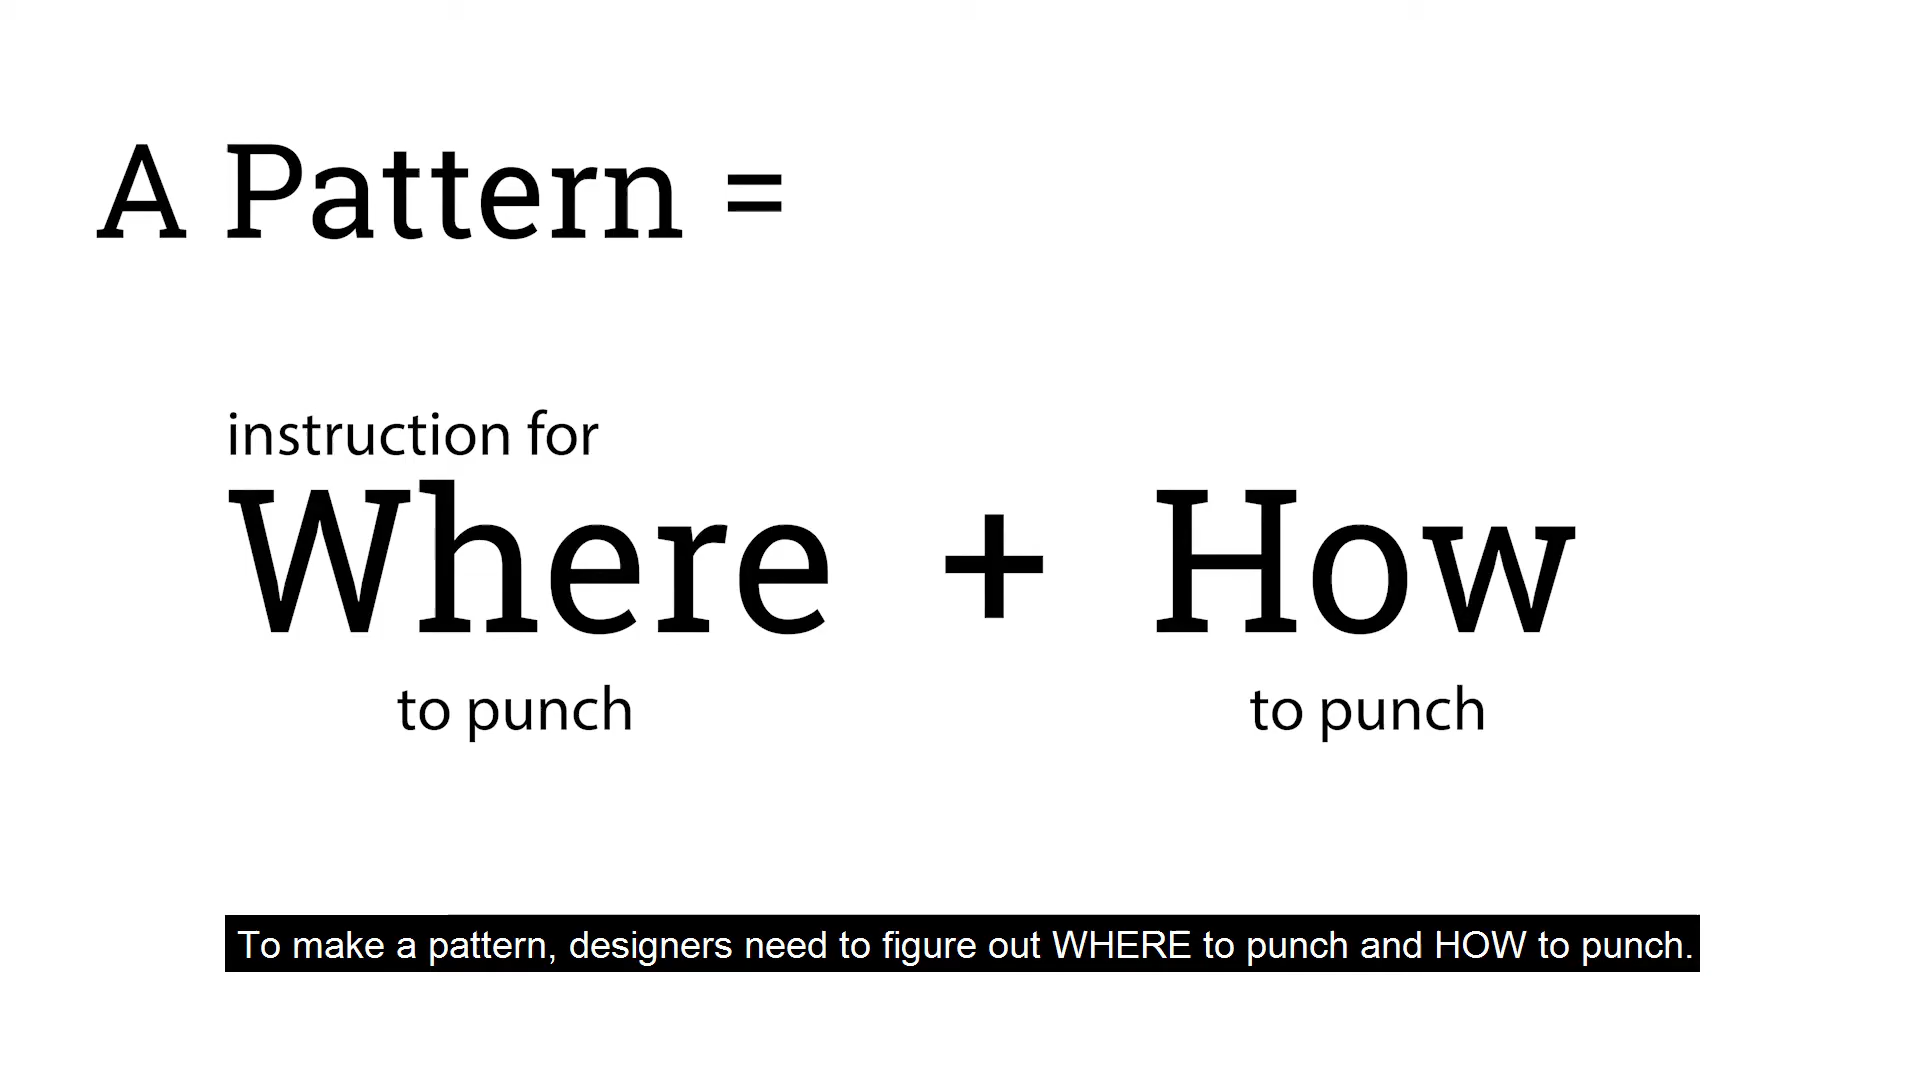 A Pattern =
instruction for
Where + How
to punch to punch
To make a pattern, designers need to figure out WHERE to punch and HOW to punch.